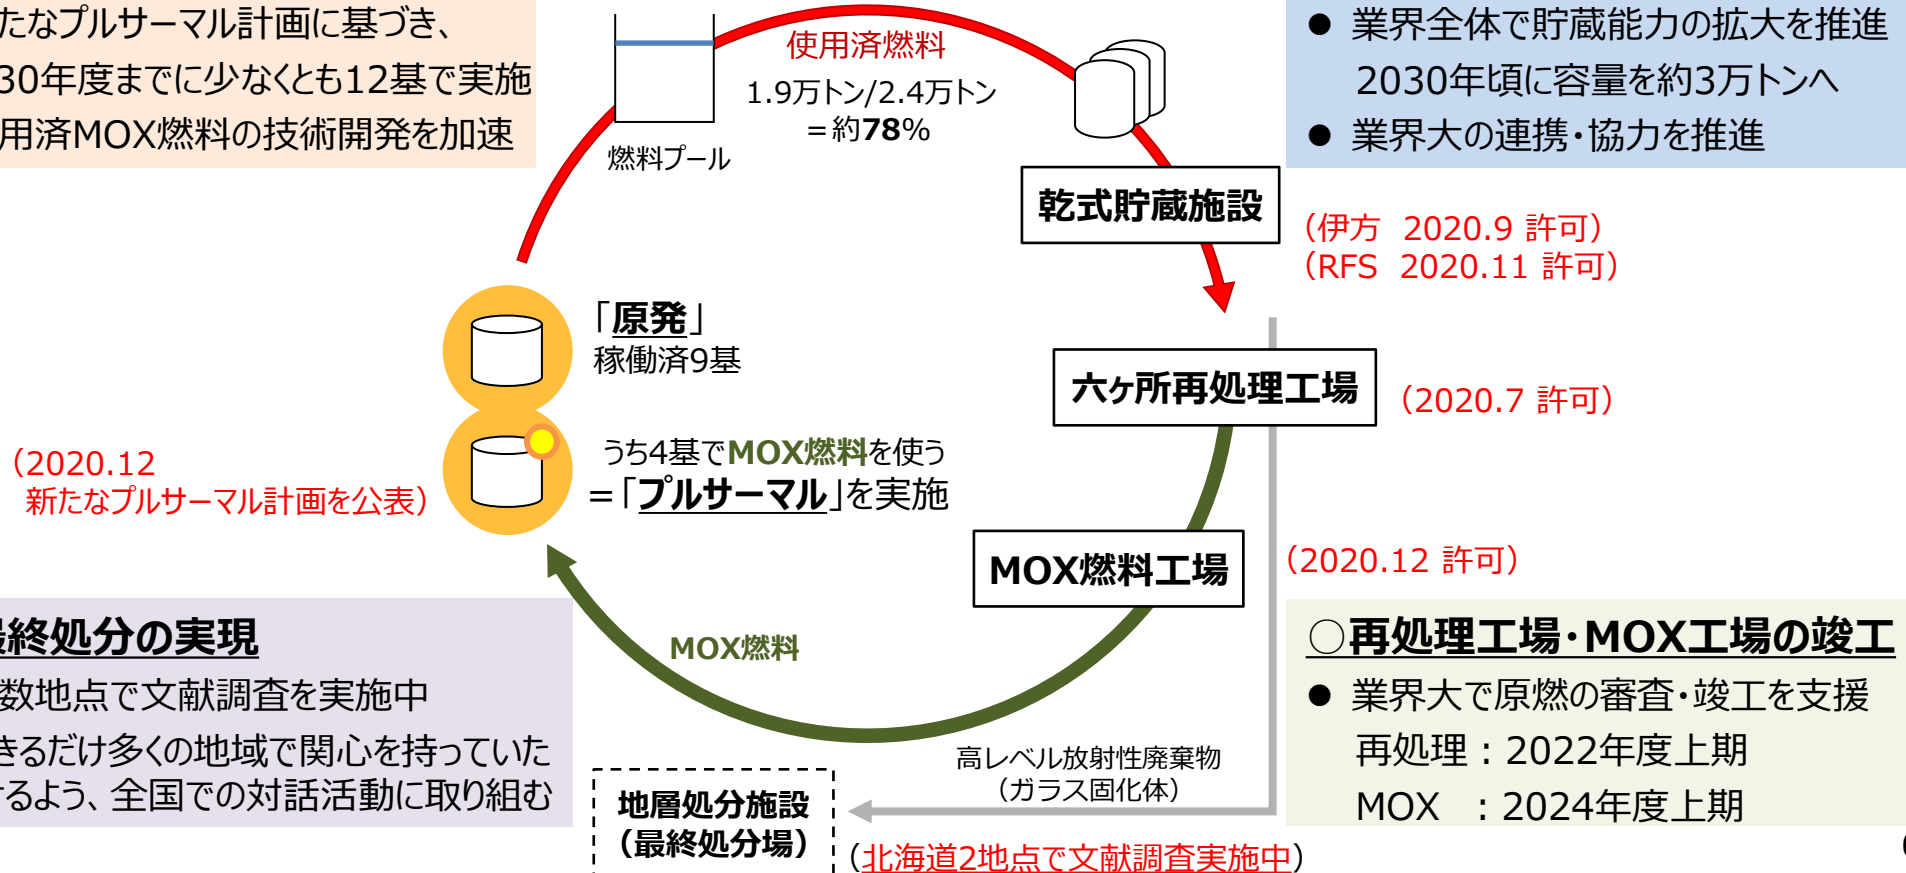 たなプルサーマル計画に基づき、
30年度までに少なくとも12基で実施
用済MOX燃料の技術開発を加速
燃料プール
使用済燃料
1.9万トン/2.4万トン
＝約78%
● 業界全体で貯蔵能力の拡大を推進
2030年頃に容量を約3万トンへ
● 業界大の連携・協力を推進
乾式貯蔵施設
（伊方 2020.9 許可）
（RFS 2020.11 許可）
「原発」
稼働済9基
六ヶ所再処理工場
（2020.7 許可）
うち4基でMOX燃料を使う
＝「プルサーマル」を実施
（2020.12
新たなプルサーマル計画を公表）
MOX燃料工場
（2020.12 許可）
MOX燃料
最終処分の実現
数地点で文献調査を実施中
きるだけ多くの地域で関心を持っていた
するよう、全国での対話活動に取り組む
○再処理工場・MOX工場の竣工
● 業界大で原燃の審査・竣工を支援
再処理：2022年度上期
MOX ：2024年度上期
高レベル放射性廃棄物
（ガラス固化体）
地層処分施設
（最終処分場）
（北海道2地点で文献調査実施中）